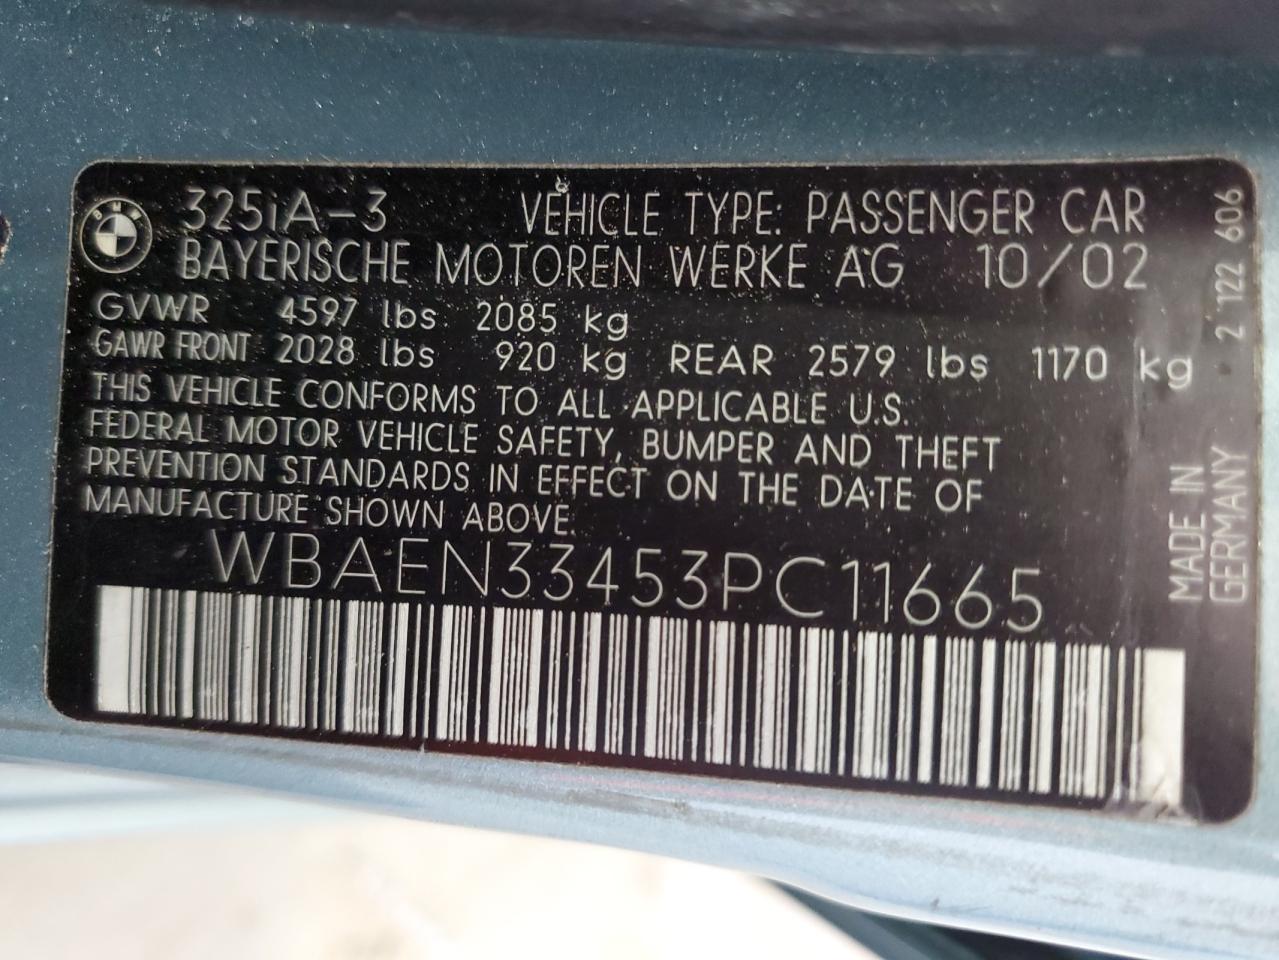 BMW
325iA-3 VEHICLE TYPE: PASSENGER CAR
BAYERISCHE MOTOREN WERKE AG 10/02
GVWR 4597 lbs 2085 kg
GAWR FRONT 2028 lbs 920 kg REAR 2579 lbs 1170 kg
THIS VEHICLE CONFORMS TO ALL APPLICABLE U.S.
FEDERAL MOTOR VEHICLE SAFETY, BUMPER AND THEFT
PREVENTION STANDARDS IN EFFECT ON THE DATE OF
MANUFACTURE SHOWN ABOVE.
WBAEN33453PC11665
MADE IN
GERMANY
2 122 606